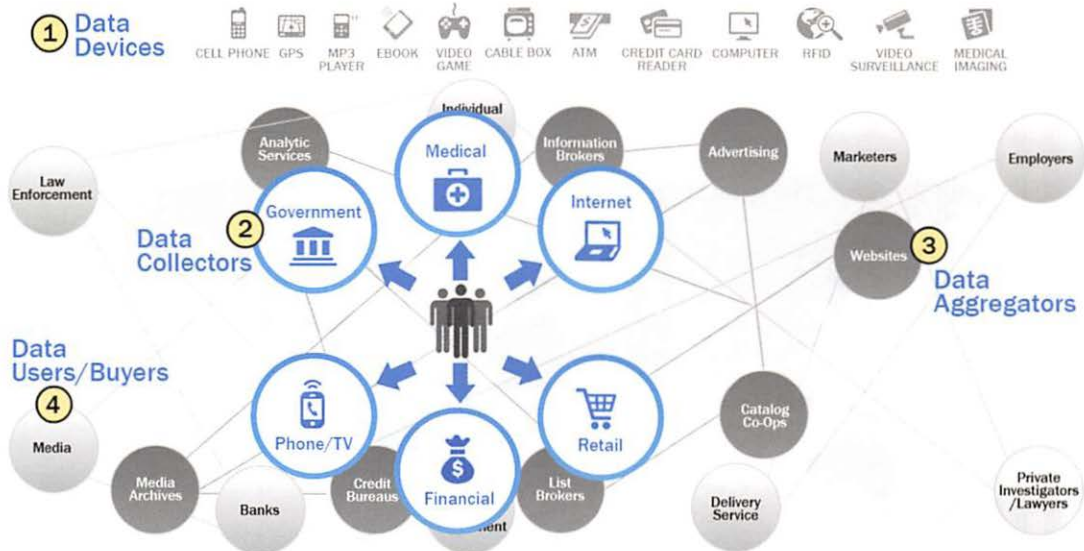 1 Data
Devices
CELL PHONE
GPS
MP3
PLAYER
EBOOK
VIDEO
GAME
CABLE BOX
ATM
CREDIT CARD
READER
COMPUTER
RFID
VIDEO
SURVEILLANCE
MEDICAL
IMAGING
Individual
Analytic
Services
Medical
Information
Brokers
Advertising
Marketers
Employers
Law
Enforcement
Government
2
Data
Collectors
Internet
Websites
3
Data
Aggregators
Data
Users/Buyers
4
Media
Phone/TV
$
Financial
Retail
Catalog
Co-Ops
Media
Archives
Banks
Credit
Bureaus
List
Brokers
Delivery
Service
Private
Investigators
/Lawyers